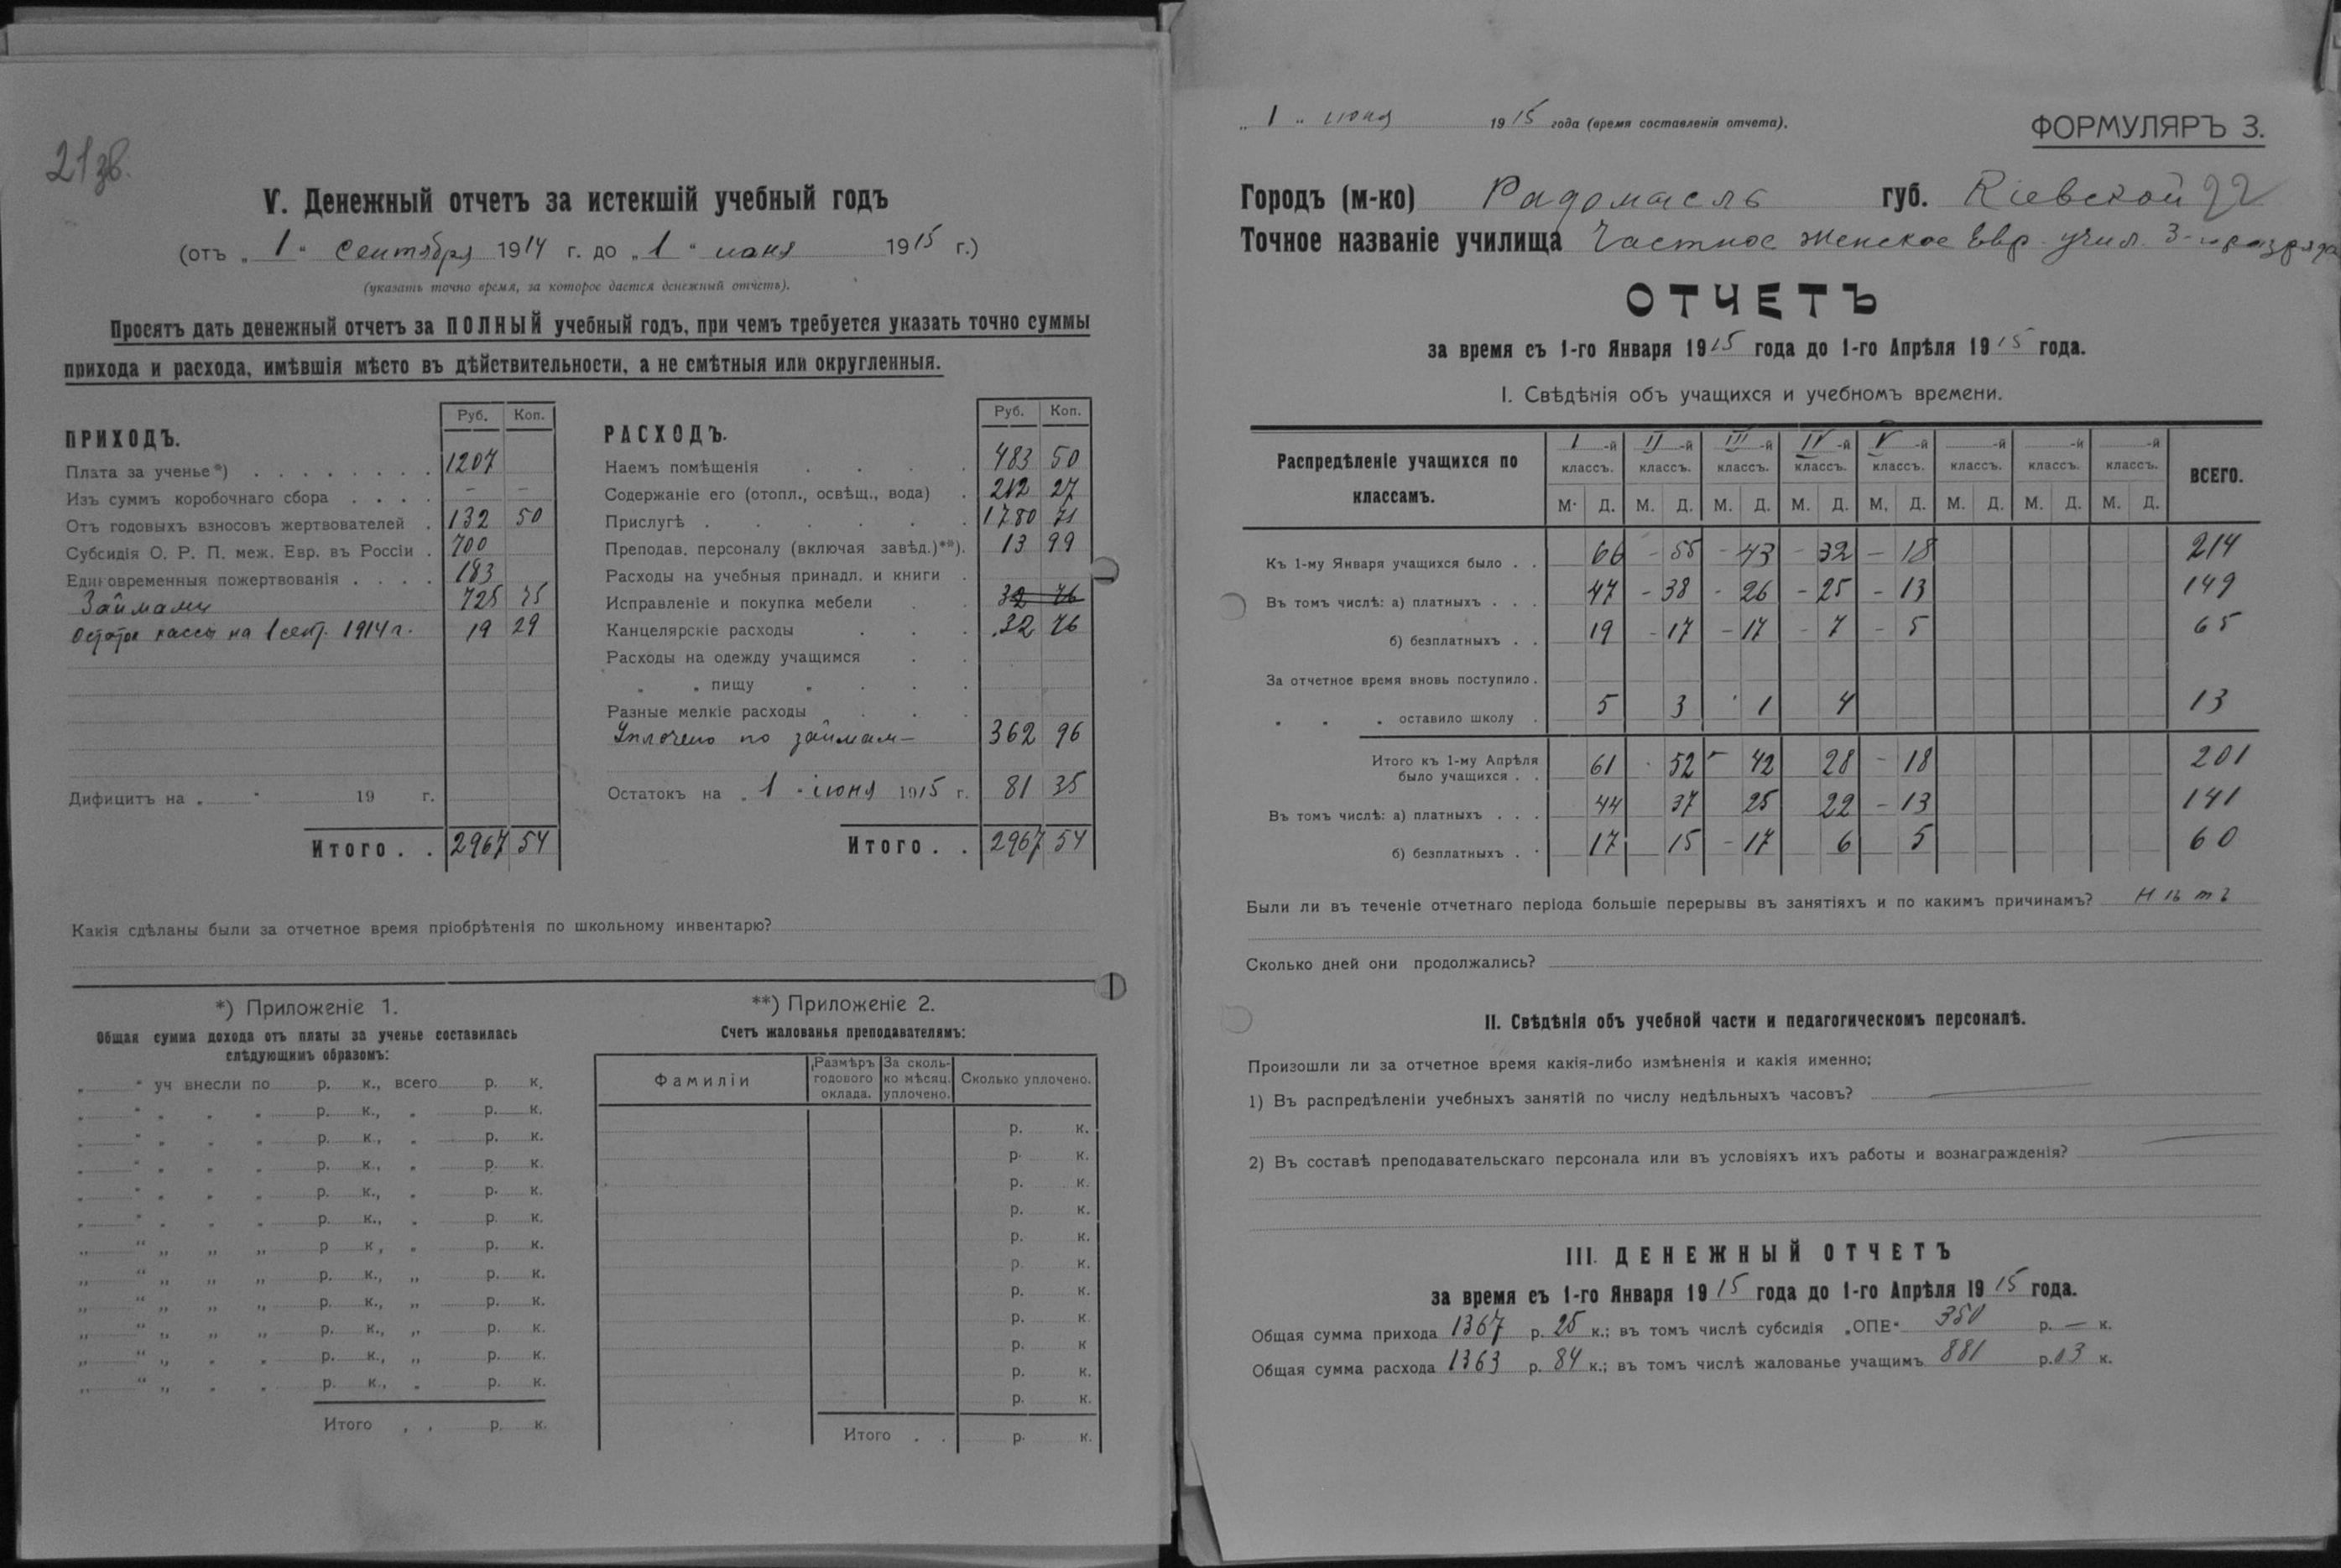 21 зв.
V. Денежный отчетъ за истекшій учебный годъ
(отъ „ 1 “ сентября 1914 г. до „ 1 “ июня 1915 г.)
(указать точно время, за которое дается денежный отчетъ).
Просятъ дать денежный отчетъ за ПОЛНЫЙ учебный годъ, при чемъ требуется указать точно суммы
прихода и расхода, имѣвшія мѣсто въ дѣйствительности, а не смѣтныя или округленныя.
ПРИХОДЪ. Руб. Коп.
Плата за ученье*) . . . . . . . . 1207
Изъ суммъ коробочнаго сбора . . . . – –
Отъ годовыхъ взносовъ жертвователей . 132 50
Субсидія О. Р. П. меж. Евр. въ Россіи . 700
Единовременныя пожертвованія . . . . 183
Займами 725 75
Остаток кассы на 1 сент. 1914 г. 19 29
Дифицитъ на „ “ 19 г.
Итого . . 2967 54
РАСХОДЪ. Руб. Коп.
Наемъ помѣщенія . . . . 483 50
Содержаніе его (отопл., освѣщ., вода) . 212 27
Прислугѣ . . . . . . 1780 71
Преподав. персоналу (включая завѣд.)**). 13 99
Расходы на учебныя принадл. и книги .
Исправленіе и покупка мебели . . 32 76
Канцелярскіе расходы . . . 32 76
Расходы на одежду учащимся . .
„ „ пищу „ . . .
Разные мелкіе расходы . . .
Уплочено по займам – 362 96
Остатокъ на „ 1 “ іюня 1915 г. 81 35
Итого . . 2967 54
Какія сдѣланы были за отчетное время пріобрѣтенія по школьному инвентарю?
*) Приложеніе 1.
Общая сумма дохода отъ платы за ученье составилась
слѣдующимъ образомъ:
„ “ уч внесли по р. к., всего р. к.
„ “ „ „ „ р. к., „ р. к.
„ “ „ „ „ р. к., „ р. к.
„ “ „ „ „ р. к., „ р. к.
„ “ „ „ „ р. к., „ р. к.
„ “ „ „ „ р. к., „ р. к.
„ “ „ „ „ р к, „ р. к.
„ “ „ „ „ р. к., „ р. к.
„ “ „ „ „ р. к., „ р. к.
„ “ „ „ „ р. к., „ р. к.
„ “ „ „ „ р. к., „ р. к.
„ “ „ „ „ р. к., „ р. к.
Итого . . р. к.
**) Приложеніе 2.
Счетъ жалованья преподавателямъ:
Фамиліи Размѣръ годового оклада. За сколько мѣсяц. уплочено. Сколько уплочено.
р. к.
р. к.
р. к.
р. к.
р. к.
р. к.
р. к.
р. к
р. к
р. к.
р. к.
Итого . . р. к.
„ 1 “ июня 1915 года (время составленія отчета).
ФОРМУЛЯРЪ 3.
Городъ (м-ко) Радомысль губ. Кіевской 22
Точное названіе училища Частное женское Евр. учил. 3-го разряда
ОТЧЕТЪ
за время съ 1-го Января 1915 года до 1-го Апрѣля 1915 года.
I. Свѣдѣнія объ учащихся и учебномъ времени.
Распредѣленіе учащихся по классамъ. I -й классъ. II -й классъ. III -й классъ. IV -й классъ. V -й классъ. -й классъ. -й классъ. -й классъ. ВСЕГО.
М. Д. М. Д. М. Д. М. Д. М. Д. М. Д. М. Д. М. Д.
Къ 1-му Января учащихся было . . 66 – 55 – 43 – 32 – 18 214
Въ томъ числѣ: а) платныхъ . . . 47 – 38 – 26 – 25 – 13 149
б) безплатныхъ . . 19 – 17 – 17 – 7 – 5 65
За отчетное время вновь поступило .
„ „ „ оставило школу . 5 3 1 4 13
Итого къ 1-му Апрѣля
было учащихся . . 61 52 – 42 28 – 18 201
Въ томъ числѣ: а) платныхъ . . . 44 37 25 22 – 13 141
б) безплатныхъ . . 17 15 – 17 6 5 60
Были ли въ теченіе отчетнаго періода большіе перерывы въ занятіяхъ и по какимъ причинамъ? Нѣтъ
Сколько дней они продолжались?
II. Свѣдѣнія объ учебной части и педагогическомъ персоналѣ.
Произошли ли за отчетное время какія-либо измѣненія и какія именно;
1) Въ распредѣленіи учебныхъ занятій по числу недѣльныхъ часовъ? —
2) Въ составѣ преподавательскаго персонала или въ условіяхъ ихъ работы и вознагражденія? —
III. ДЕНЕЖНЫЙ ОТЧЕТЪ
за время съ 1-го Января 1915 года до 1-го Апрѣля 1915 года.
Общая сумма прихода 1367 р. 25 к.; въ томъ числѣ субсидія „ОПЕ“ 350 р. — к.
Общая сумма расхода 1363 р. 84 к.; въ томъ числѣ жалованье учащимъ 881 р. 03 к.